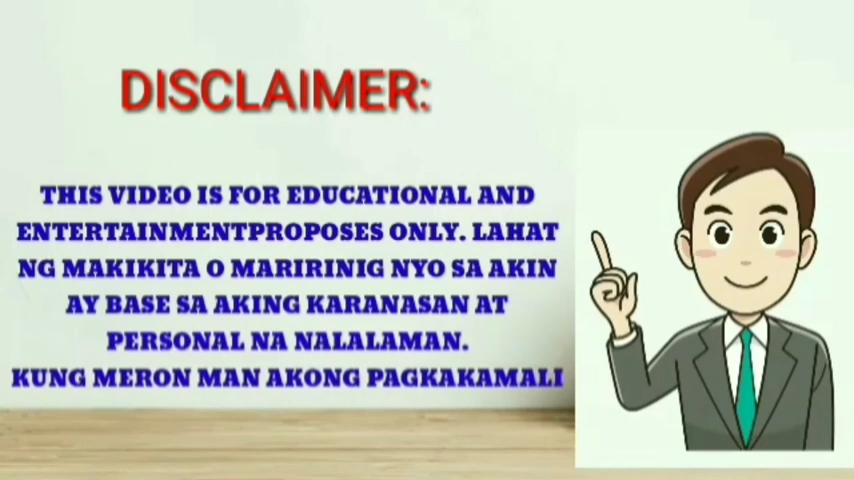 DISCLAIMER:
THIS VIDEO IS FOR EDUCATIONAL AND
ENTERTAINMENTPROPOSES ONLY. LAHAT
NG MAKIKITA O MARIRINIG NYO SA AKIN
AY BASE SA AKING KARANASAN AT
PERSONAL NA NALALAMAN.
KUNG MERON MAN AKONG PAGKAKAMALI